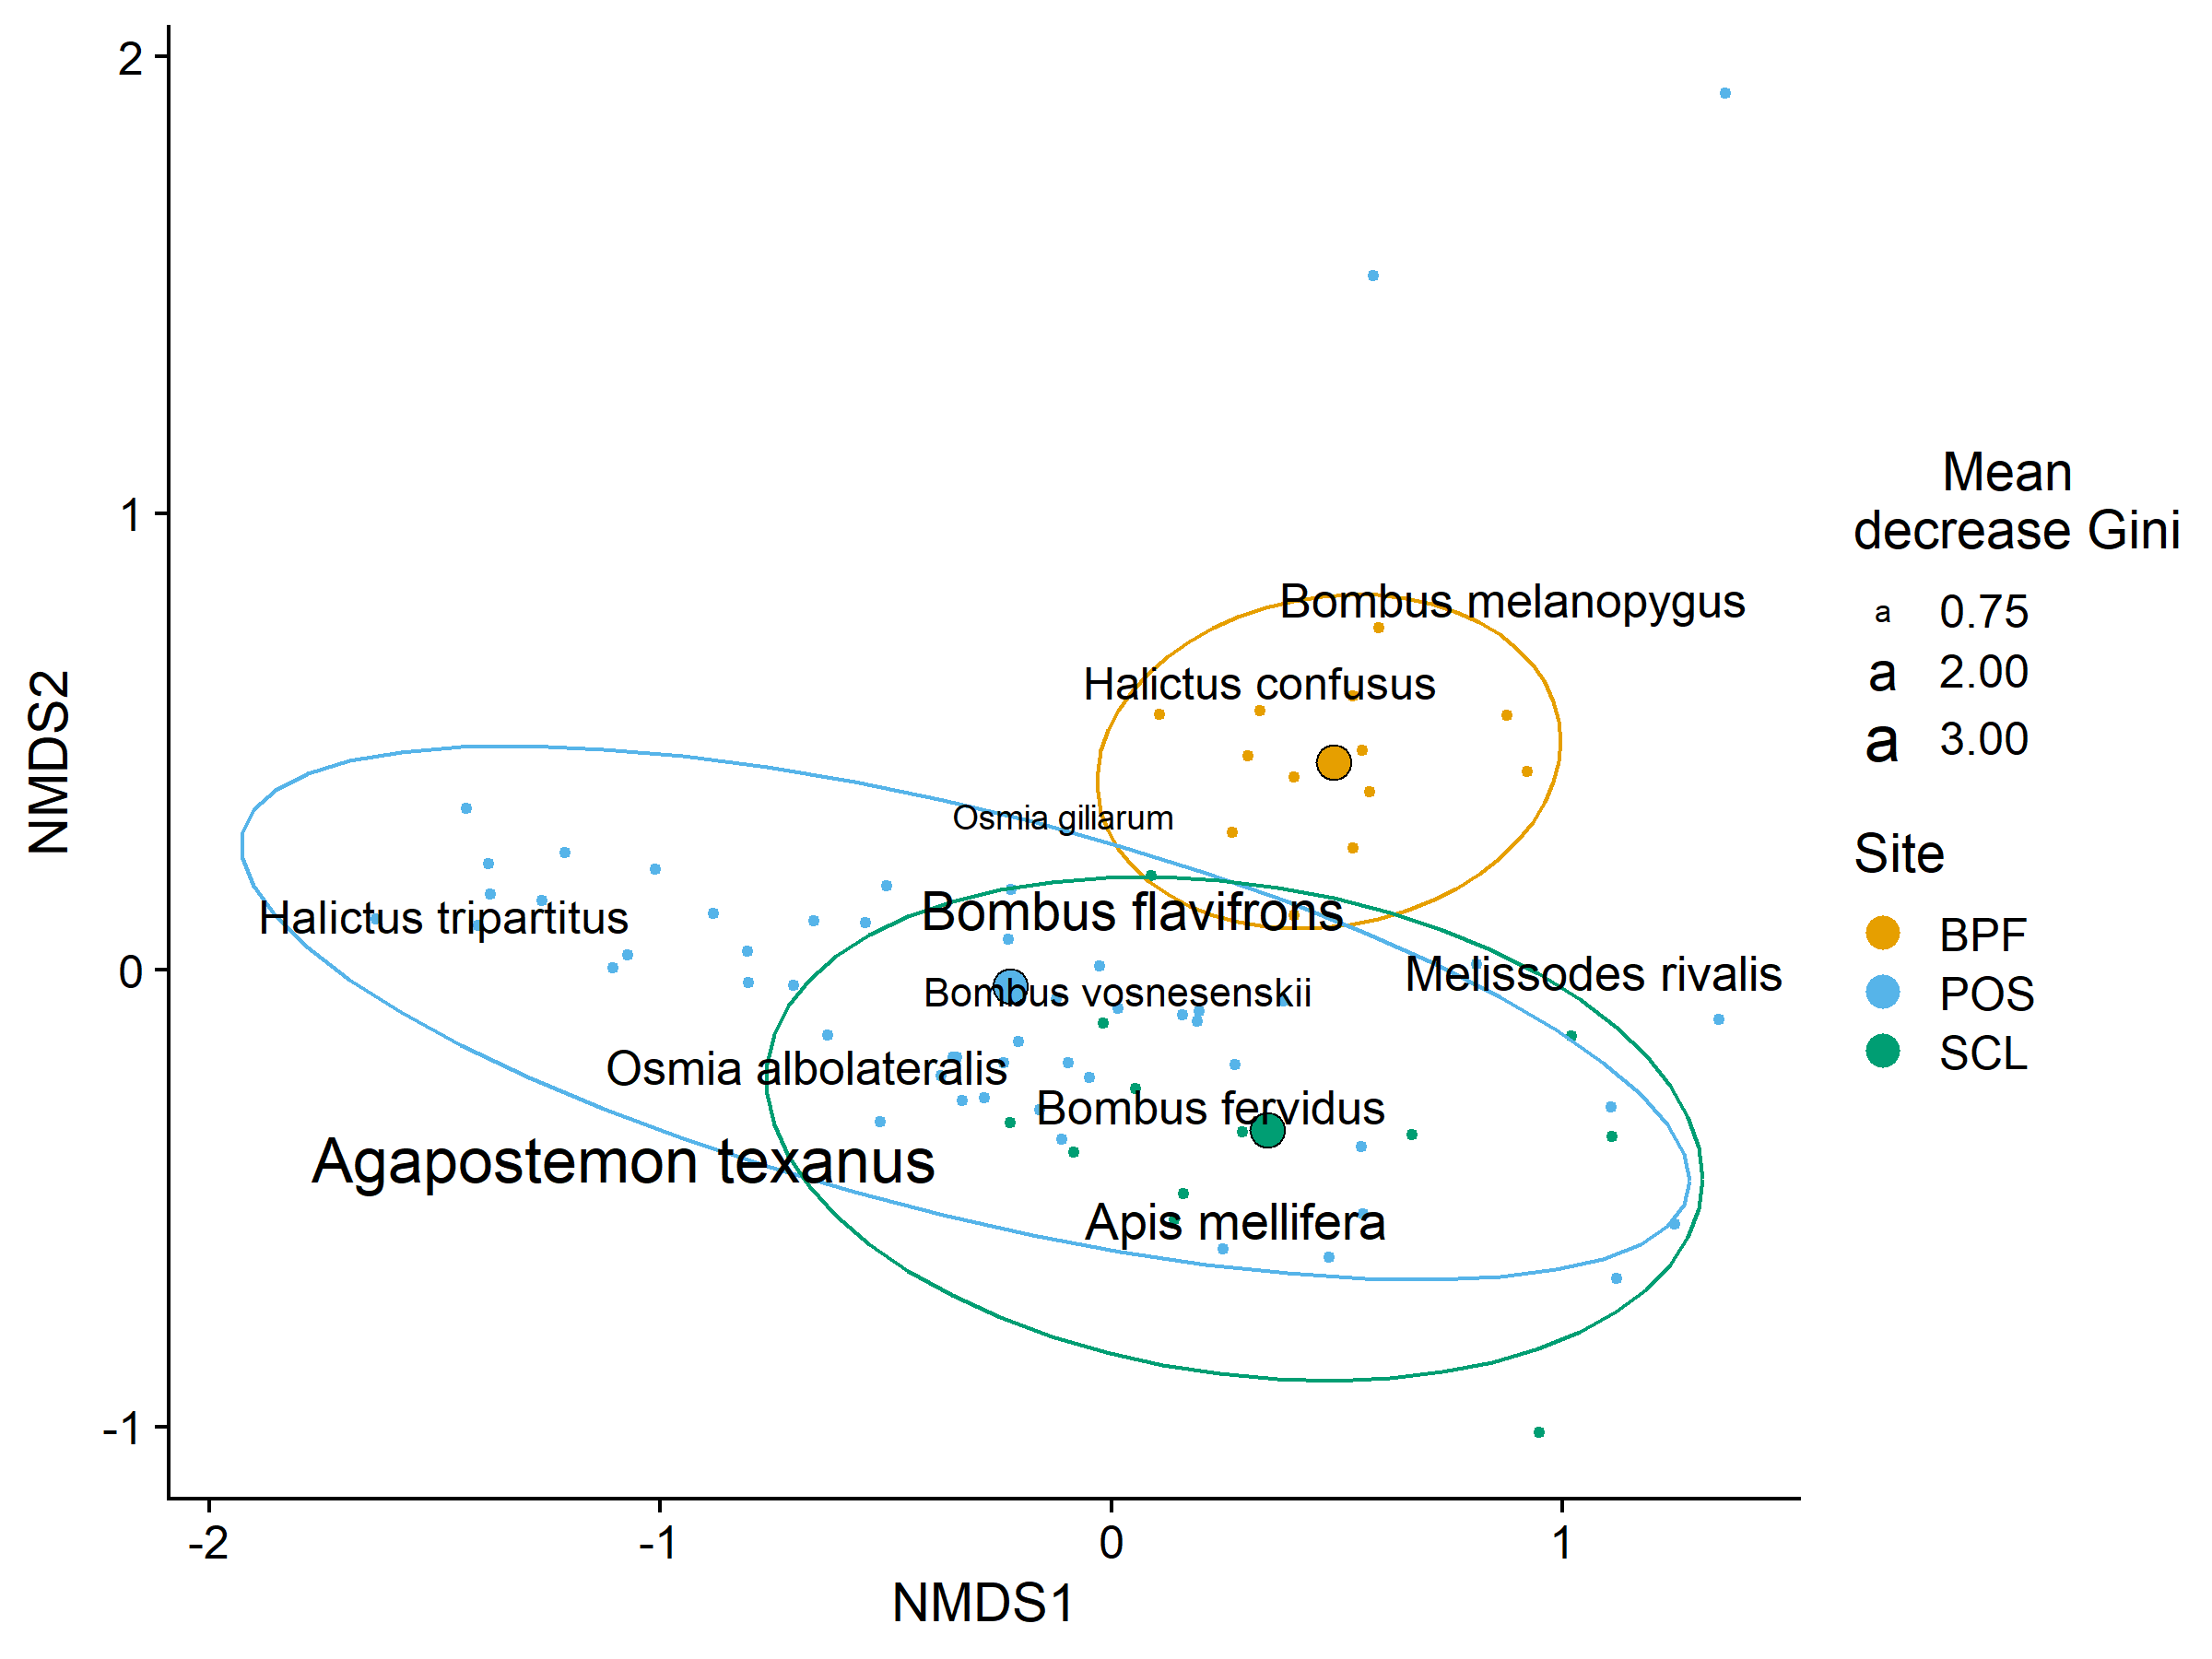 2
1
0
-1
-2
-1
0
1
NMDS1
NMDS2
Bombus melanopygus
Halictus confusus
Osmia giliarum
Bombus flavifrons
Halictus tripartitus
Melissodes rivalis
Bombus vosnesenskii
Osmia albolateralis
Bombus fervidus
Agapostemon texanus
Apis mellifera
Mean
decrease Gini
a 0.75
a 2.00
a 3.00
Site
BPF
POS
SCL